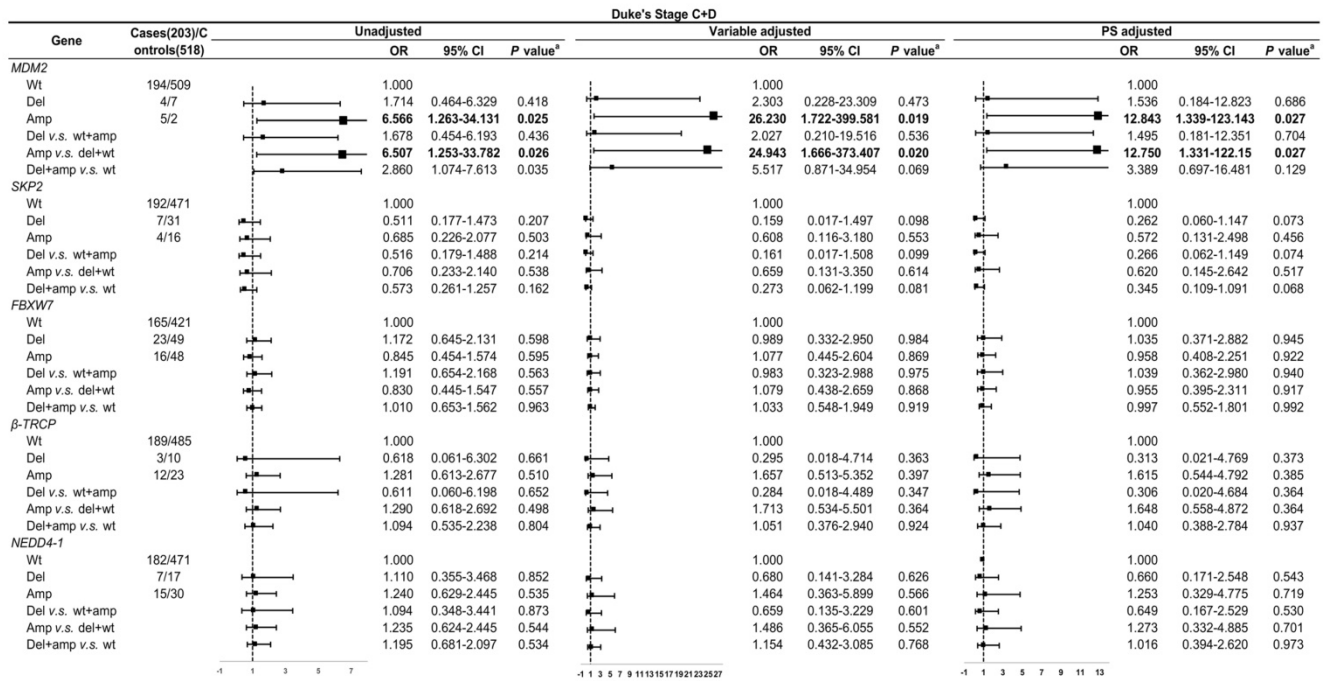 Duke's Stage C+D
Gene Cases(203)/C ontrols(518) Unadjusted Variable adjusted PS adjusted
OR 95% CI P valueᵃ OR 95% CI P valueᵃ OR 95% CI P valueᵃ
MDM2
Wt 194/509 1.000 1.000 1.000
Del 4/7 1.714 0.464-6.329 0.418 2.303 0.228-23.309 0.473 1.536 0.184-12.823 0.686
Amp 5/2 6.566 1.263-34.131 0.025 26.230 1.722-399.581 0.019 12.843 1.339-123.143 0.027
Del v.s. wt+amp 1.678 0.454-6.193 0.436 2.027 0.210-19.516 0.536 1.495 0.181-12.351 0.704
Amp v.s. del+wt 6.507 1.253-33.782 0.026 24.943 1.666-373.407 0.020 12.750 1.331-122.15 0.027
Del+amp v.s. wt 2.860 1.074-7.613 0.035 5.517 0.871-34.954 0.069 3.389 0.697-16.481 0.129
SKP2
Wt 192/471 1.000 1.000 1.000
Del 7/31 0.511 0.177-1.473 0.207 0.159 0.017-1.497 0.098 0.262 0.060-1.147 0.073
Amp 4/16 0.685 0.226-2.077 0.503 0.608 0.116-3.180 0.553 0.572 0.131-2.498 0.456
Del v.s. wt+amp 0.516 0.179-1.488 0.214 0.161 0.017-1.508 0.099 0.266 0.062-1.149 0.074
Amp v.s. del+wt 0.706 0.233-2.140 0.538 0.659 0.131-3.350 0.614 0.620 0.145-2.642 0.517
Del+amp v.s. wt 0.573 0.261-1.257 0.162 0.273 0.062-1.199 0.081 0.345 0.109-1.091 0.068
FBXW7
Wt 165/421 1.000 1.000 1.000
Del 23/49 1.172 0.645-2.131 0.598 0.989 0.332-2.950 0.984 1.035 0.371-2.882 0.945
Amp 16/48 0.845 0.454-1.574 0.595 1.077 0.445-2.604 0.869 0.958 0.408-2.251 0.922
Del v.s. wt+amp 1.191 0.654-2.168 0.563 0.983 0.323-2.988 0.975 1.039 0.362-2.980 0.940
Amp v.s. del+wt 0.830 0.445-1.547 0.557 1.079 0.438-2.659 0.868 0.955 0.395-2.311 0.917
Del+amp v.s. wt 1.010 0.653-1.562 0.963 1.033 0.548-1.949 0.919 0.997 0.552-1.801 0.992
β-TRCP
Wt 189/485 1.000 1.000 1.000
Del 3/10 0.618 0.061-6.302 0.661 0.295 0.018-4.714 0.363 0.313 0.021-4.769 0.373
Amp 12/23 1.281 0.613-2.677 0.510 1.657 0.513-5.352 0.397 1.615 0.544-4.792 0.385
Del v.s. wt+amp 0.611 0.060-6.198 0.652 0.284 0.018-4.489 0.347 0.306 0.020-4.684 0.364
Amp v.s. del+wt 1.290 0.618-2.692 0.498 1.713 0.534-5.501 0.364 1.648 0.558-4.872 0.364
Del+amp v.s. wt 1.094 0.535-2.238 0.804 1.051 0.376-2.940 0.924 1.040 0.388-2.784 0.937
NEDD4-1
Wt 182/471 1.000 1.000 1.000
Del 7/17 1.110 0.355-3.468 0.852 0.680 0.141-3.284 0.626 0.660 0.171-2.548 0.543
Amp 15/30 1.240 0.629-2.445 0.535 1.464 0.363-5.899 0.566 1.253 0.329-4.775 0.719
Del v.s. wt+amp 1.094 0.348-3.441 0.873 0.659 0.135-3.229 0.601 0.649 0.167-2.529 0.530
Amp v.s. del+wt 1.235 0.624-2.445 0.544 1.486 0.365-6.055 0.552 1.273 0.332-4.885 0.701
Del+amp v.s. wt 1.195 0.681-2.097 0.534 1.154 0.432-3.085 0.768 1.016 0.394-2.620 0.973
-1 1 3 5 7 -1 1 3 5 7 9 11 13 15 17 19 21 23 25 27 -1 1 3 5 7 9 11 13